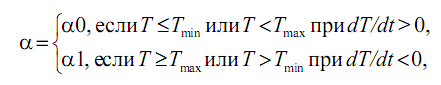 α0, если T ≤ Tmin или T < Tmax при dT/dt > 0,
α =
α1, если T ≥ Tmax или T > Tmin при dT/dt < 0,